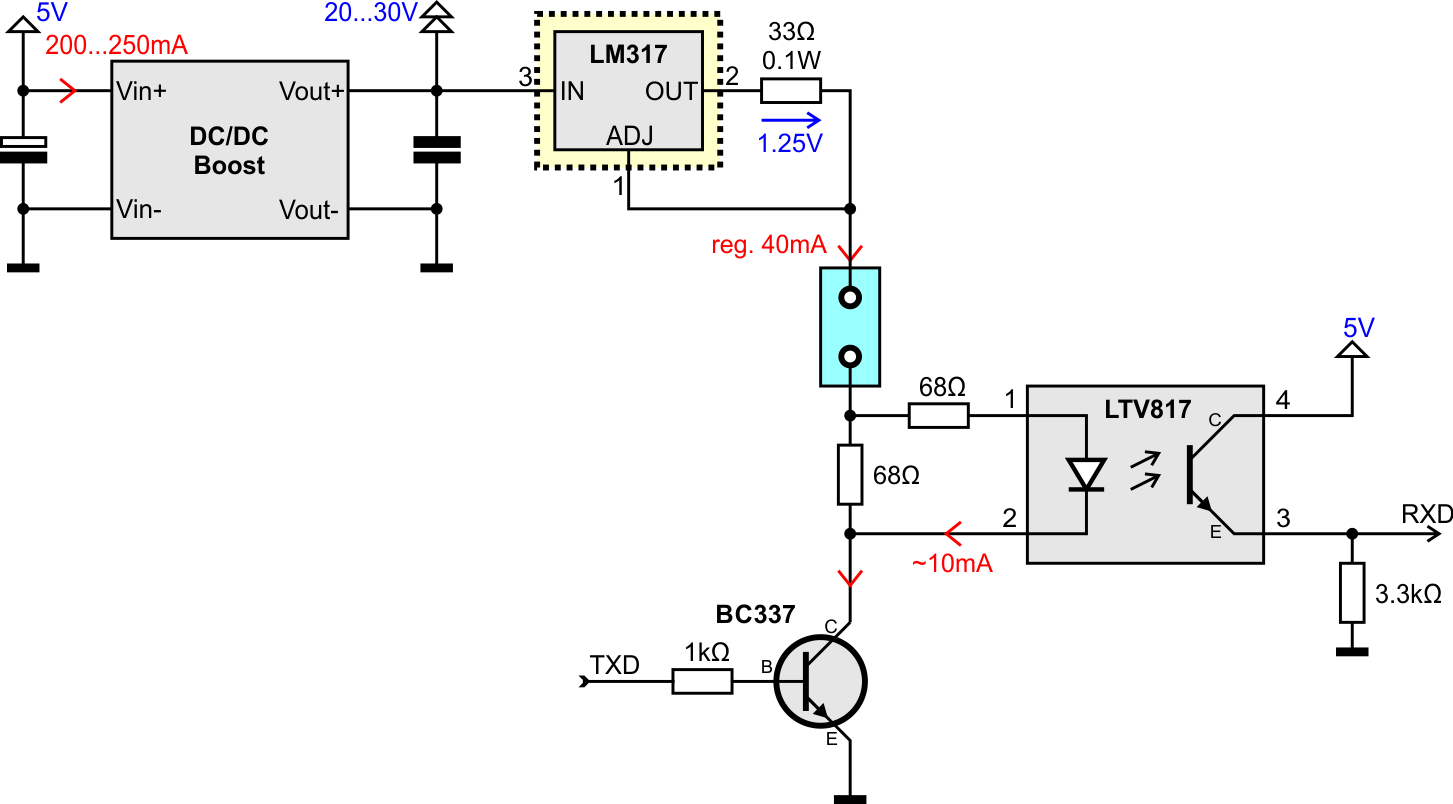 5V
200...250mA
Vin+
Vout+
DC/DC
Boost
Vin-
Vout-
20...30V
LM317
3
IN
OUT
2
ADJ
1
33Ω
0.1W
1.25V
reg. 40mA
68Ω
68Ω
1
LTV817
4
5V
C
2
E
3
~10mA
RXD
3.3kΩ
BC337
TXD
1kΩ
B
C
E